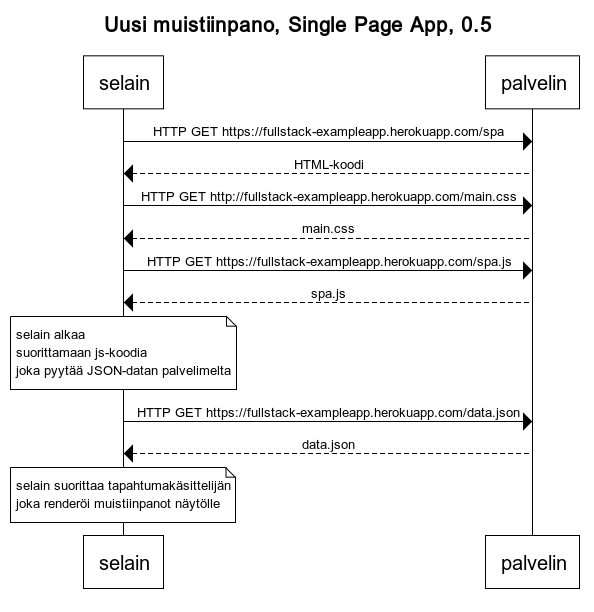 Uusi muistiinpano, Single Page App, 0.5
selain
palvelin
HTTP GET https://fullstack-exampleapp.herokuapp.com/spa
HTML-koodi
HTTP GET http://fullstack-exampleapp.herokuapp.com/main.css
main.css
HTTP GET https://fullstack-exampleapp.herokuapp.com/spa.js
spa.js
selain alkaa
suorittamaan js-koodia
joka pyytää JSON-datan palvelimelta
HTTP GET https://fullstack-exampleapp.herokuapp.com/data.json
data.json
selain suorittaa tapahtumakäsittelijän
joka renderöi muistiinpanot näytölle
selain
palvelin